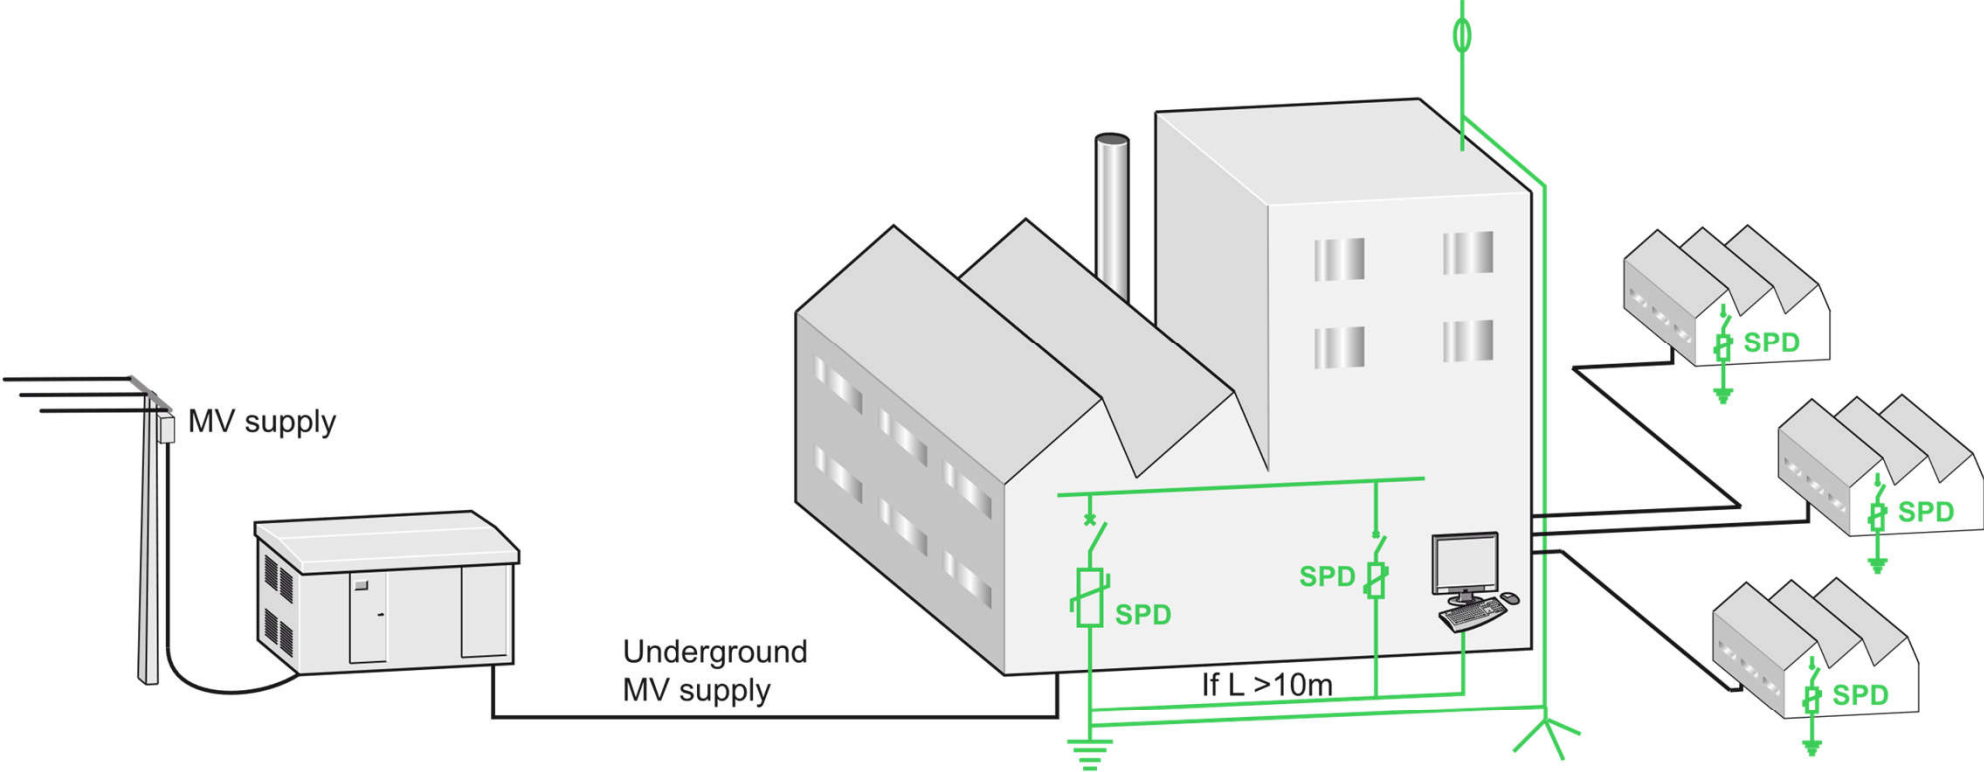 MV supply
Underground
MV supply
SPD
SPD
If L >10m
SPD
SPD
SPD